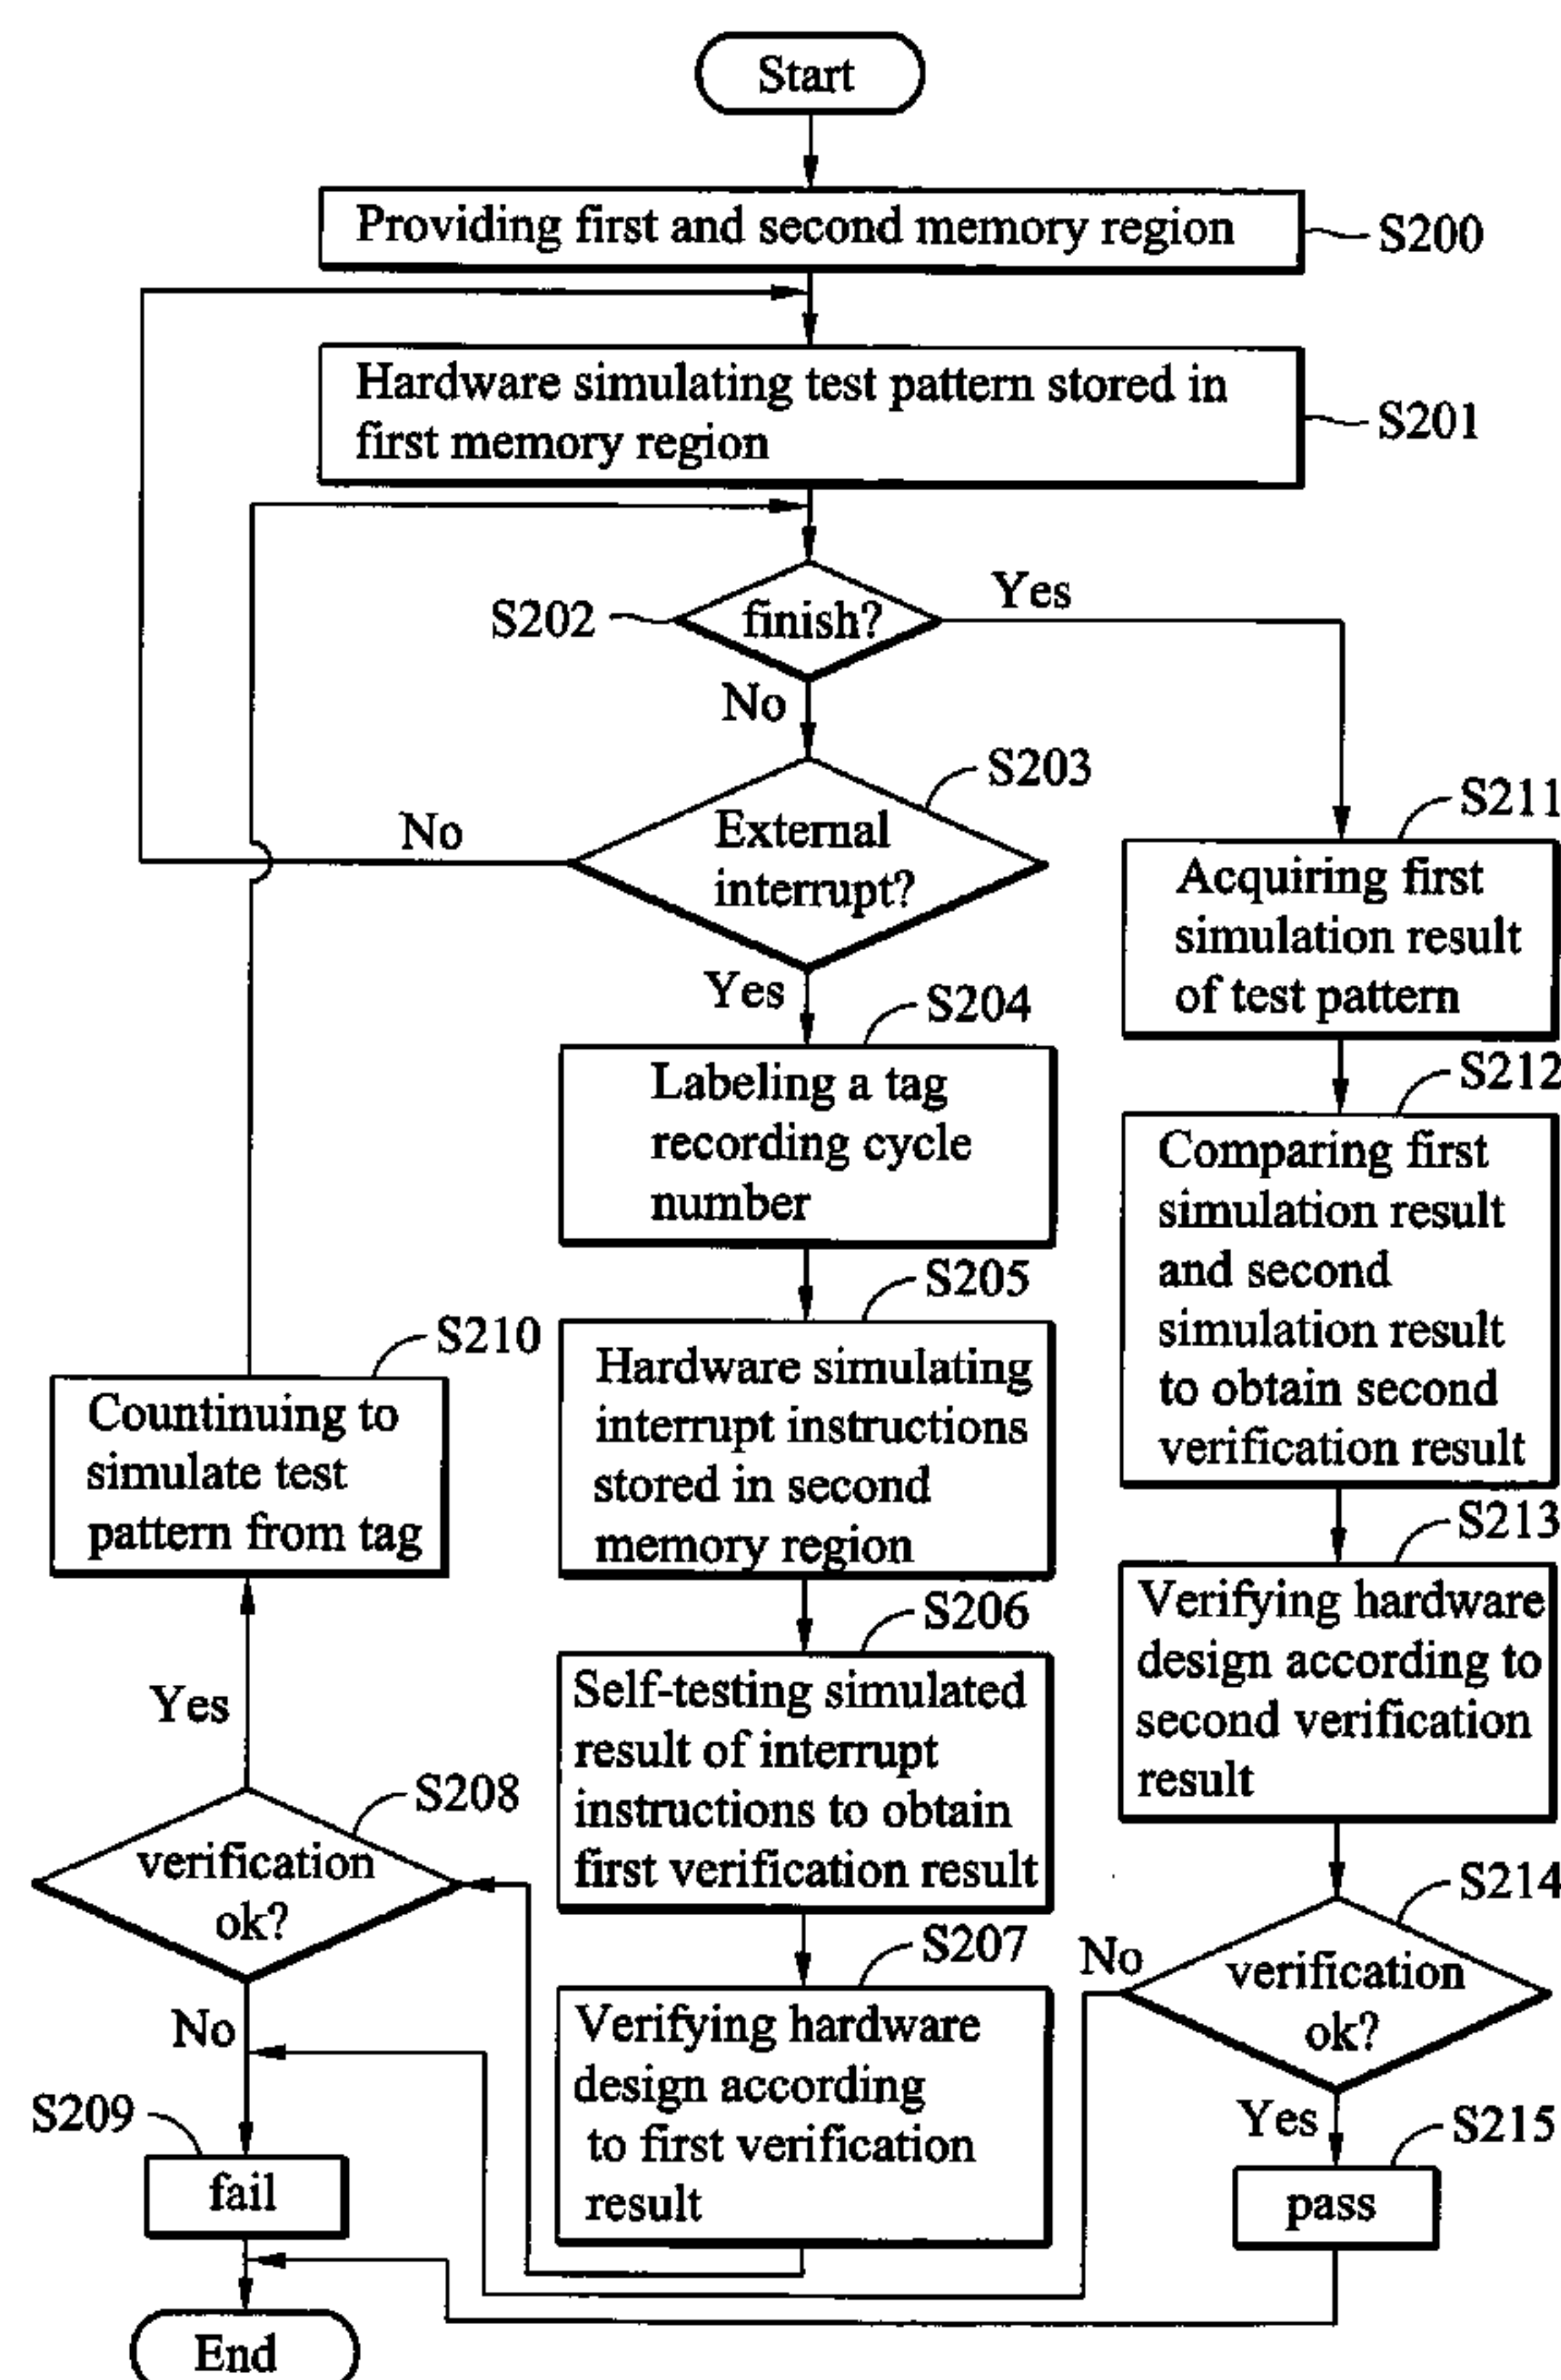 Start
Providing first and second memory region
S200
Hardware simulating test pattern stored in
first memory region
S201
S202
finish?
Yes
No
S203
External
interrupt?
No
Yes
S211
Acquiring first
simulation result
of test pattern
S204
Labeling a tag
recording cycle
number
S212
Comparing first
simulation result
and second
simulation result
to obtain second
verification result
S205
Hardware simulating
interrupt instructions
stored in second
memory region
S210
Countinuing to
simulate test
pattern from tag
S213
Verifying hardware
design according to
second verification
result
S206
Self-testing simulated
result of interrupt
instructions to obtain
first verification result
Yes
S208
verification
ok?
No
S207
Verifying hardware
design according
to first verification
result
S214
verification
ok?
No
Yes
S209
fail
S215
pass
End